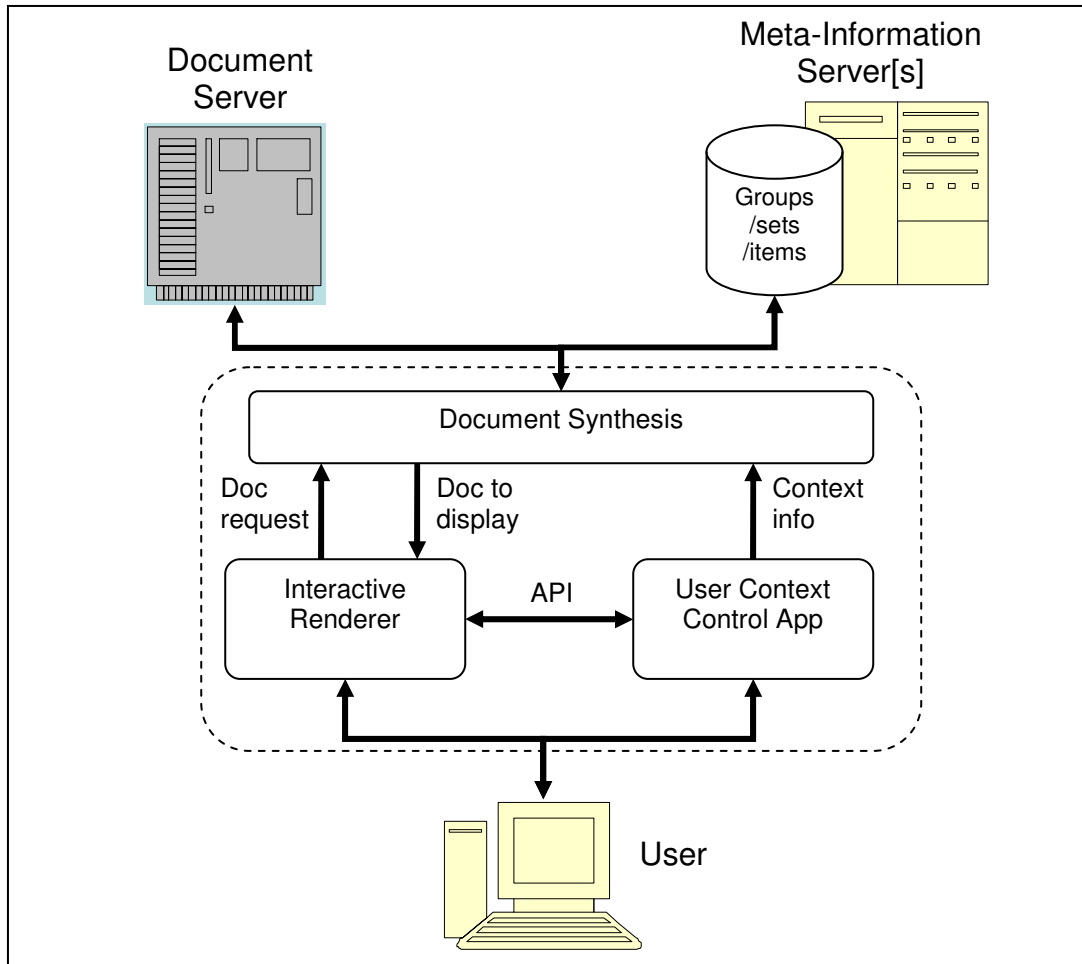 Document
Server
Meta-Information
Server[s]
Groups
/sets
/items
Document Synthesis
Doc
request
Doc to
display
Context
info
Interactive
Renderer
API
User Context
Control App
User